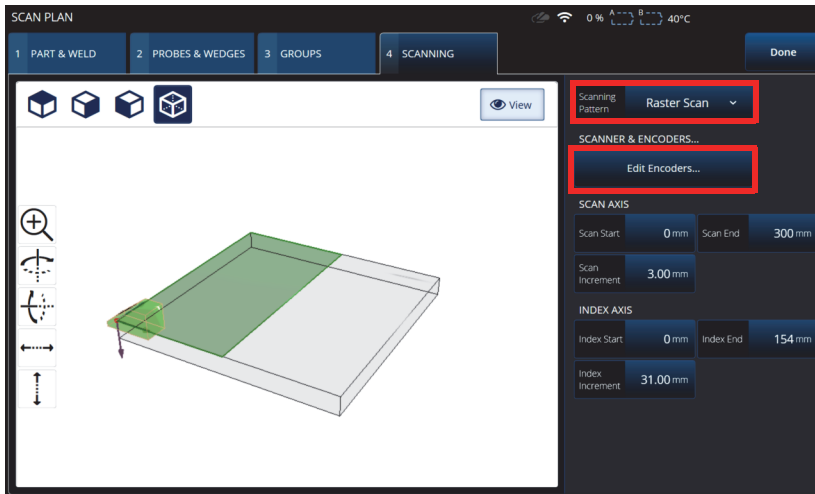 SCAN PLAN
0 % A B 40°C
1 PART & WELD 2 PROBES & WEDGES 3 GROUPS 4 SCANNING Done
View
Scanning
Pattern
Raster Scan
SCANNER & ENCODERS...
Edit Encoders...
SCAN AXIS
Scan Start 0 mm Scan End 300 mm
Scan
Increment
3.00 mm
INDEX AXIS
Index Start 0 mm Index End 154 mm
Index
Increment
31.00 mm